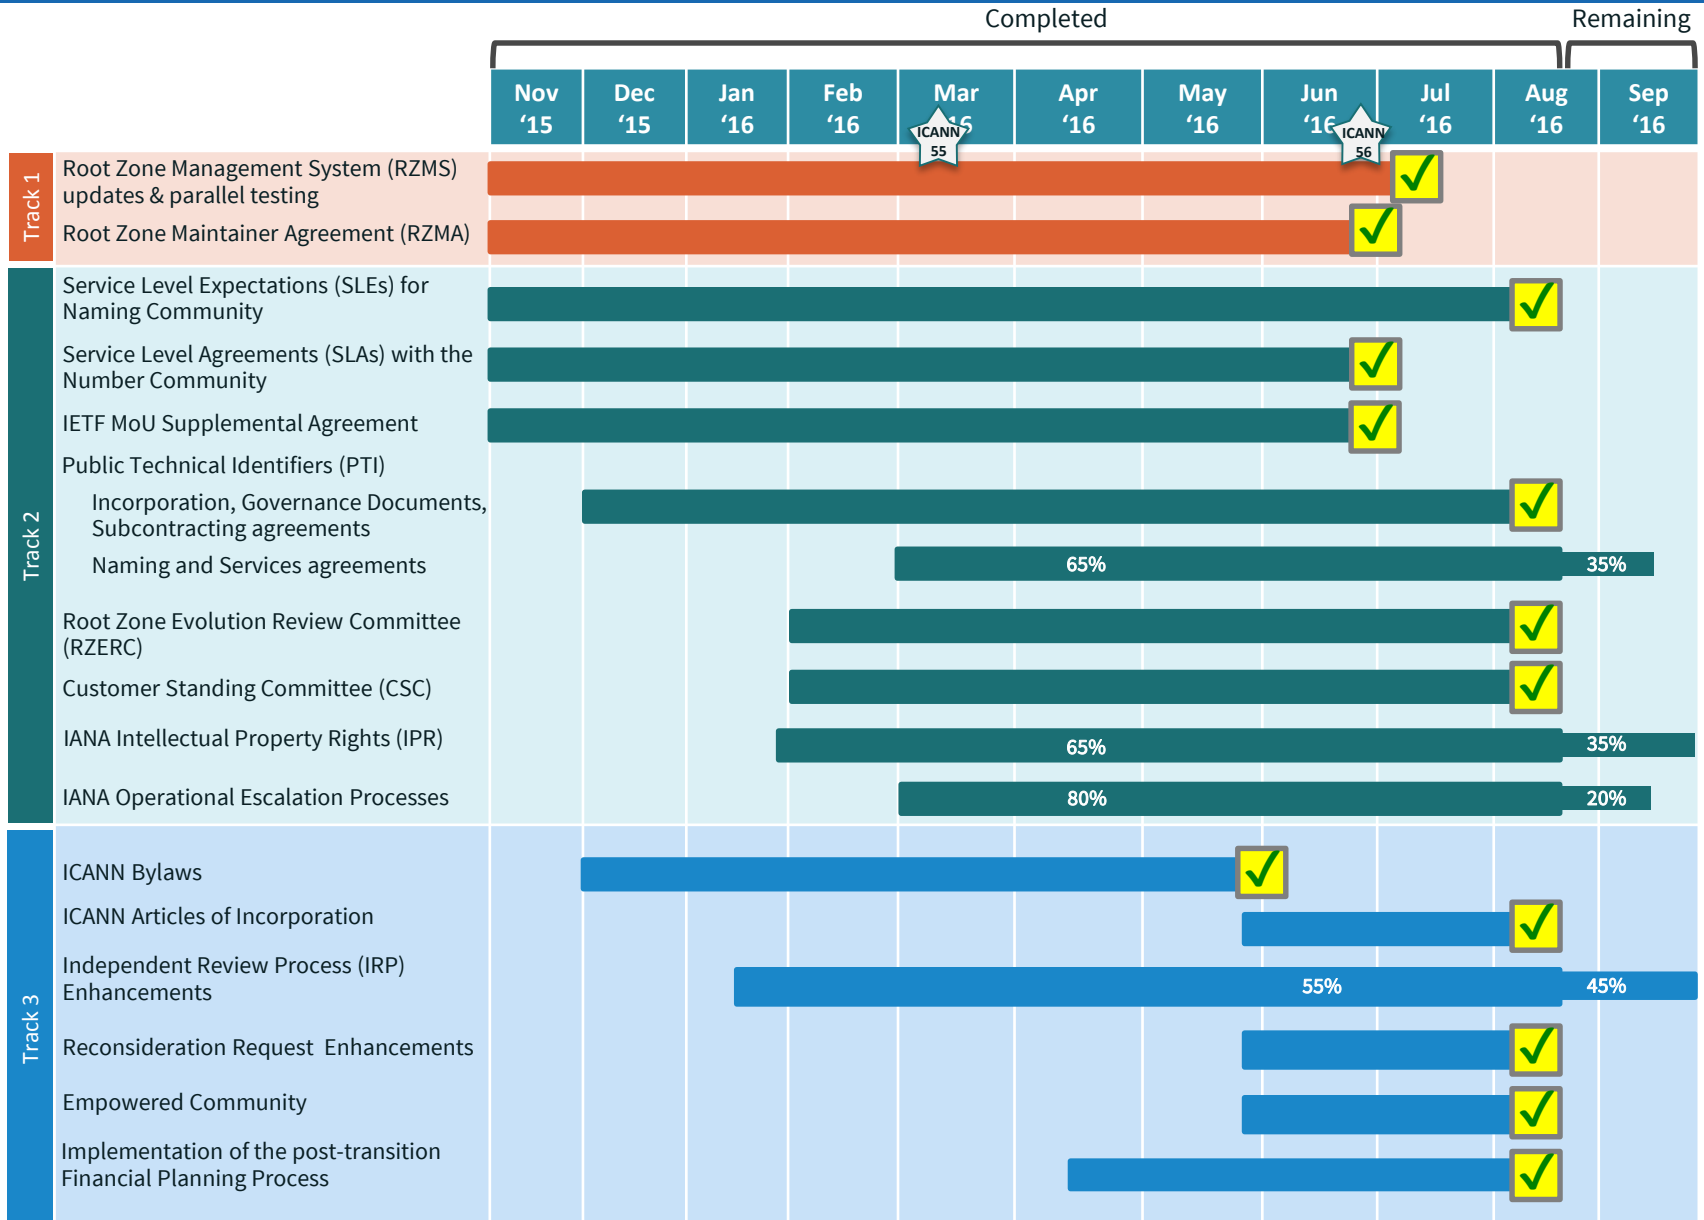 Completed
Remaining
Nov
‘15
Dec
‘15
Jan
‘16
Feb
‘16
Mar
‘16
Apr
‘16
May
‘16
Jun
‘16
Jul
‘16
Aug
‘16
Sep
‘16
ICANN
55
ICANN
56
Track 1
Root Zone Management System (RZMS)
updates & parallel testing
Root Zone Maintainer Agreement (RZMA)
Track 2
Service Level Expectations (SLEs) for
Naming Community
Service Level Agreements (SLAs) with the
Number Community
IETF MoU Supplemental Agreement
Public Technical Identifiers (PTI)
Incorporation, Governance Documents,
Subcontracting agreements
Naming and Services agreements
65%
35%
Root Zone Evolution Review Committee
(RZERC)
Customer Standing Committee (CSC)
IANA Intellectual Property Rights (IPR)
65%
35%
IANA Operational Escalation Processes
80%
20%
Track 3
ICANN Bylaws
ICANN Articles of Incorporation
Independent Review Process (IRP)
Enhancements
55%
45%
Reconsideration Request  Enhancements
Empowered Community
Implementation of the post-transition
Financial Planning Process